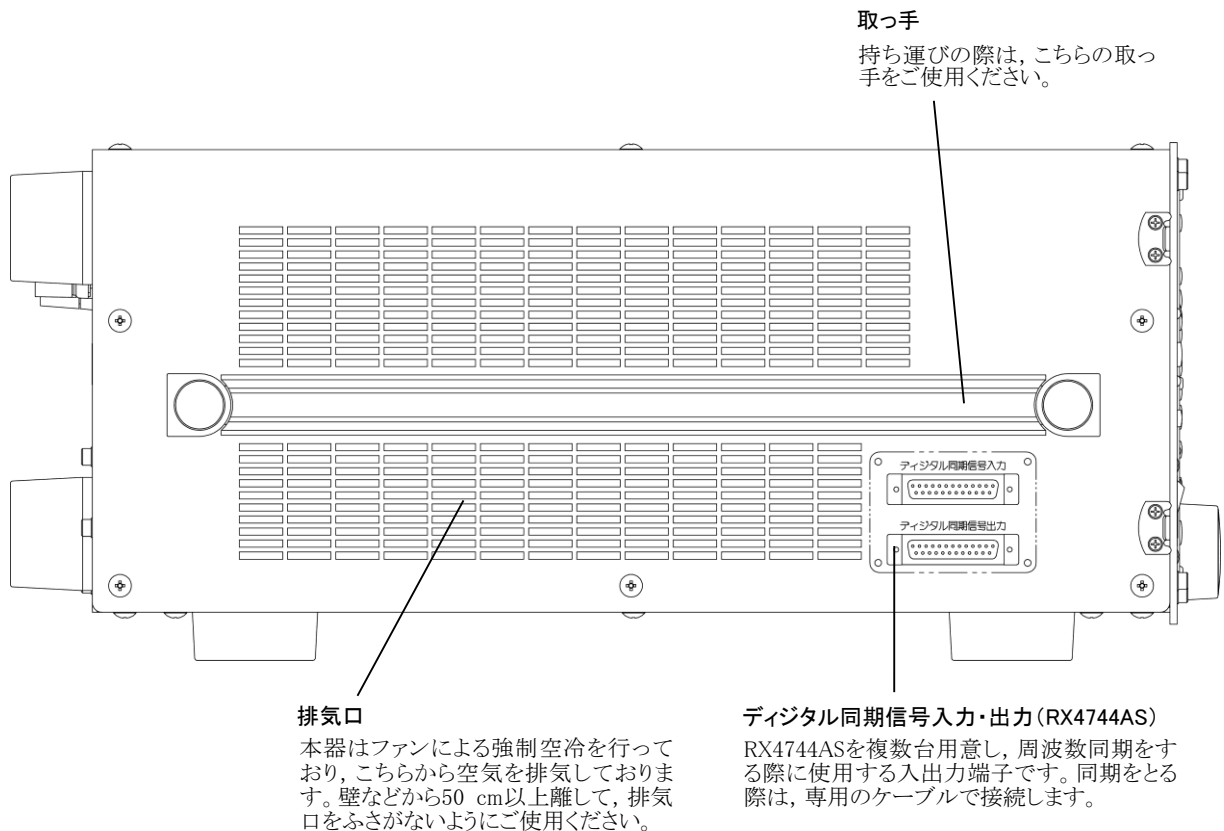 取っ手
持ち運びの際は，こちらの取っ
手をご使用ください。
ディジタル同期信号入力
ディジタル同期信号出力
排気口
本器はファンによる強制空冷を行って
おり，こちらから空気を排気しておりま
す。壁などから50 cm以上離して，排気
口をふさがないようにご使用ください。
ディジタル同期信号入力・出力（RX4744AS）
RX4744ASを複数台用意し，周波数同期をす
る際に使用する入出力端子です。同期をとる
際は，専用のケーブルで接続します。